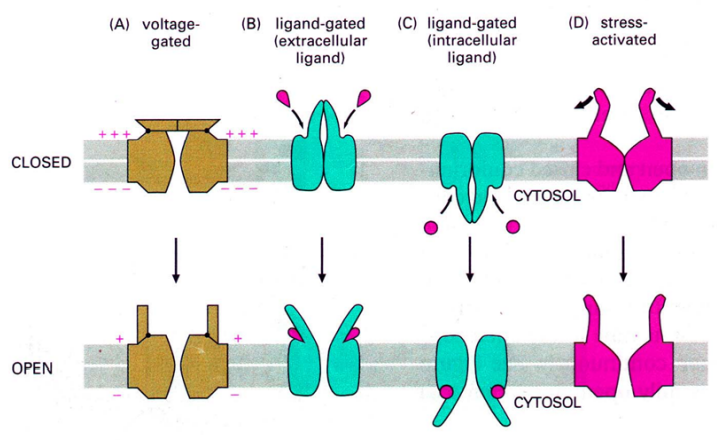 (A) voltage-
gated
(B) ligand-gated
(extracellular
ligand)
(C) ligand-gated
(intracellular
ligand)
(D) stress-
activated
+ + + + + +
CLOSED
– – – – – –
CYTOSOL
+ +
OPEN
– –
CYTOSOL